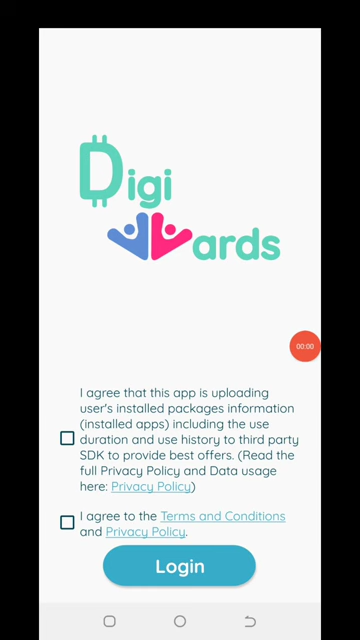 Digi
Wards
00:00
I agree that this app is uploading
user's installed packages information
(installed apps) including the use
duration and use history to third party
SDK to provide best offers. (Read the
full Privacy Policy and Data usage
here: Privacy Policy)
I agree to the Terms and Conditions
and Privacy Policy.
Login